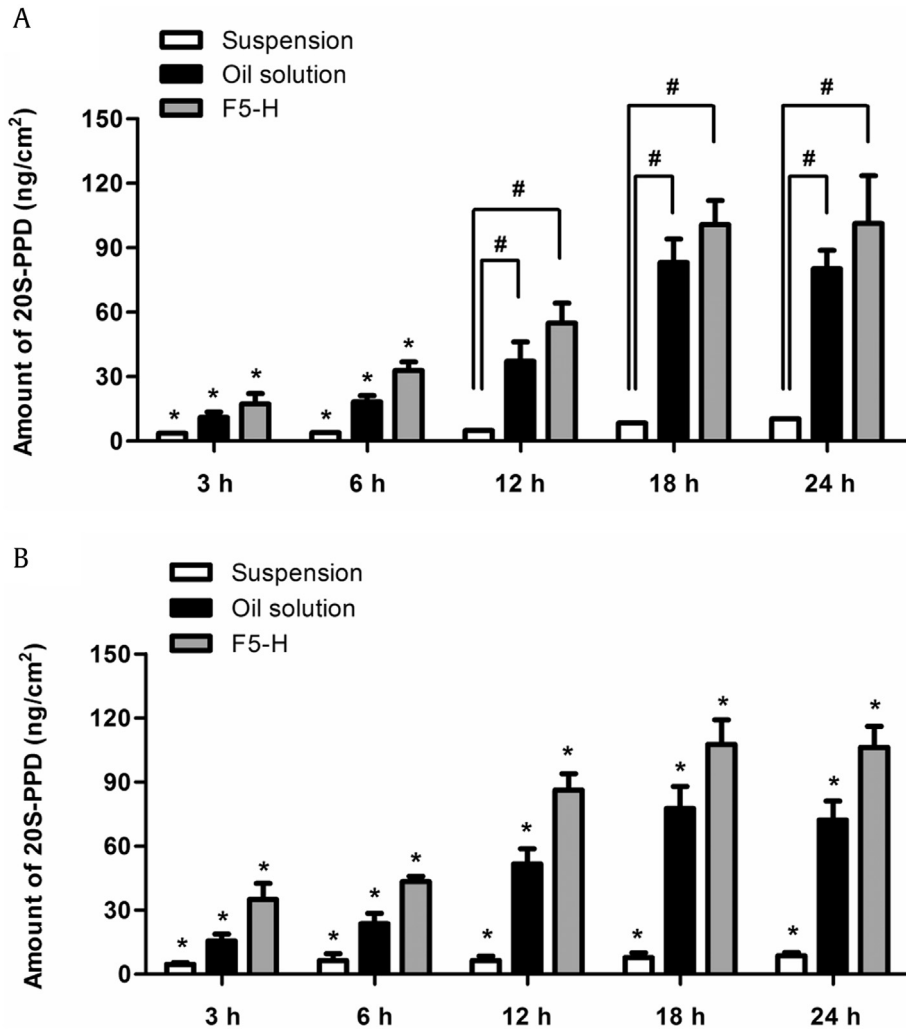 A
Suspension
Oil solution
F5-H
Amount of 20S-PPD (ng/cm²)
150
120
90
60
30
0
* * *
* * *
# #
# #
# #
3 h 6 h 12 h 18 h 24 h
B
Suspension
Oil solution
F5-H
Amount of 20S-PPD (ng/cm²)
150
120
90
60
30
0
* * *
* * *
* * *
* * *
* * *
3 h 6 h 12 h 18 h 24 h